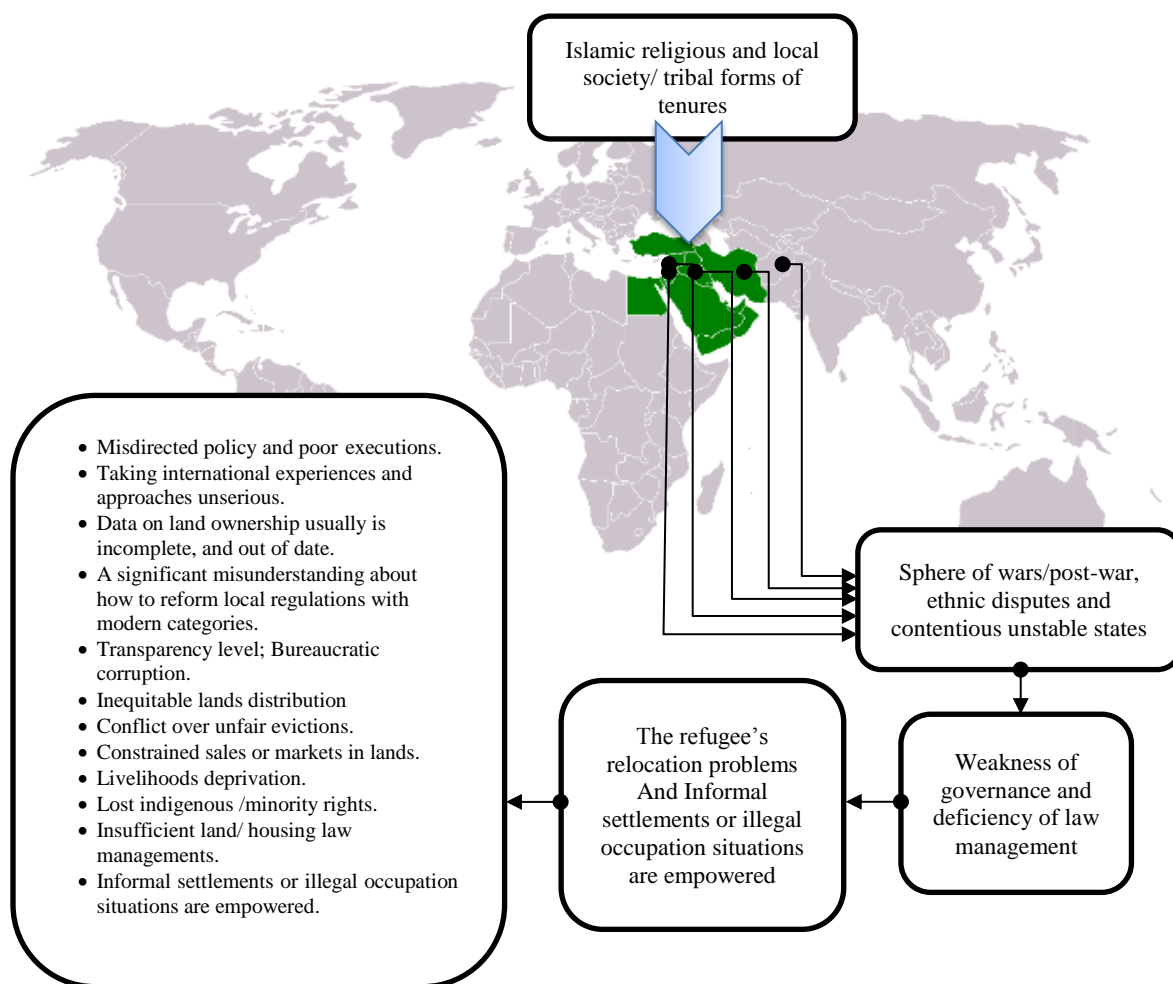 Islamic religious and local
society/ tribal forms of
tenures
• Misdirected policy and poor executions.
• Taking international experiences and
approaches unserious.
• Data on land ownership usually is
incomplete, and out of date.
• A significant misunderstanding about
how to reform local regulations with
modern categories.
• Transparency level; Bureaucratic
corruption.
• Inequitable lands distribution
• Conflict over unfair evictions.
• Constrained sales or markets in lands.
• Livelihoods deprivation.
• Lost indigenous /minority rights.
• Insufficient land/ housing law
managements.
• Informal settlements or illegal occupation
situations are empowered.
Sphere of wars/post-war,
ethnic disputes and
contentious unstable states
The refugee’s
relocation problems
And Informal
settlements or illegal
occupation situations
are empowered
Weakness of
governance and
deficiency of law
management